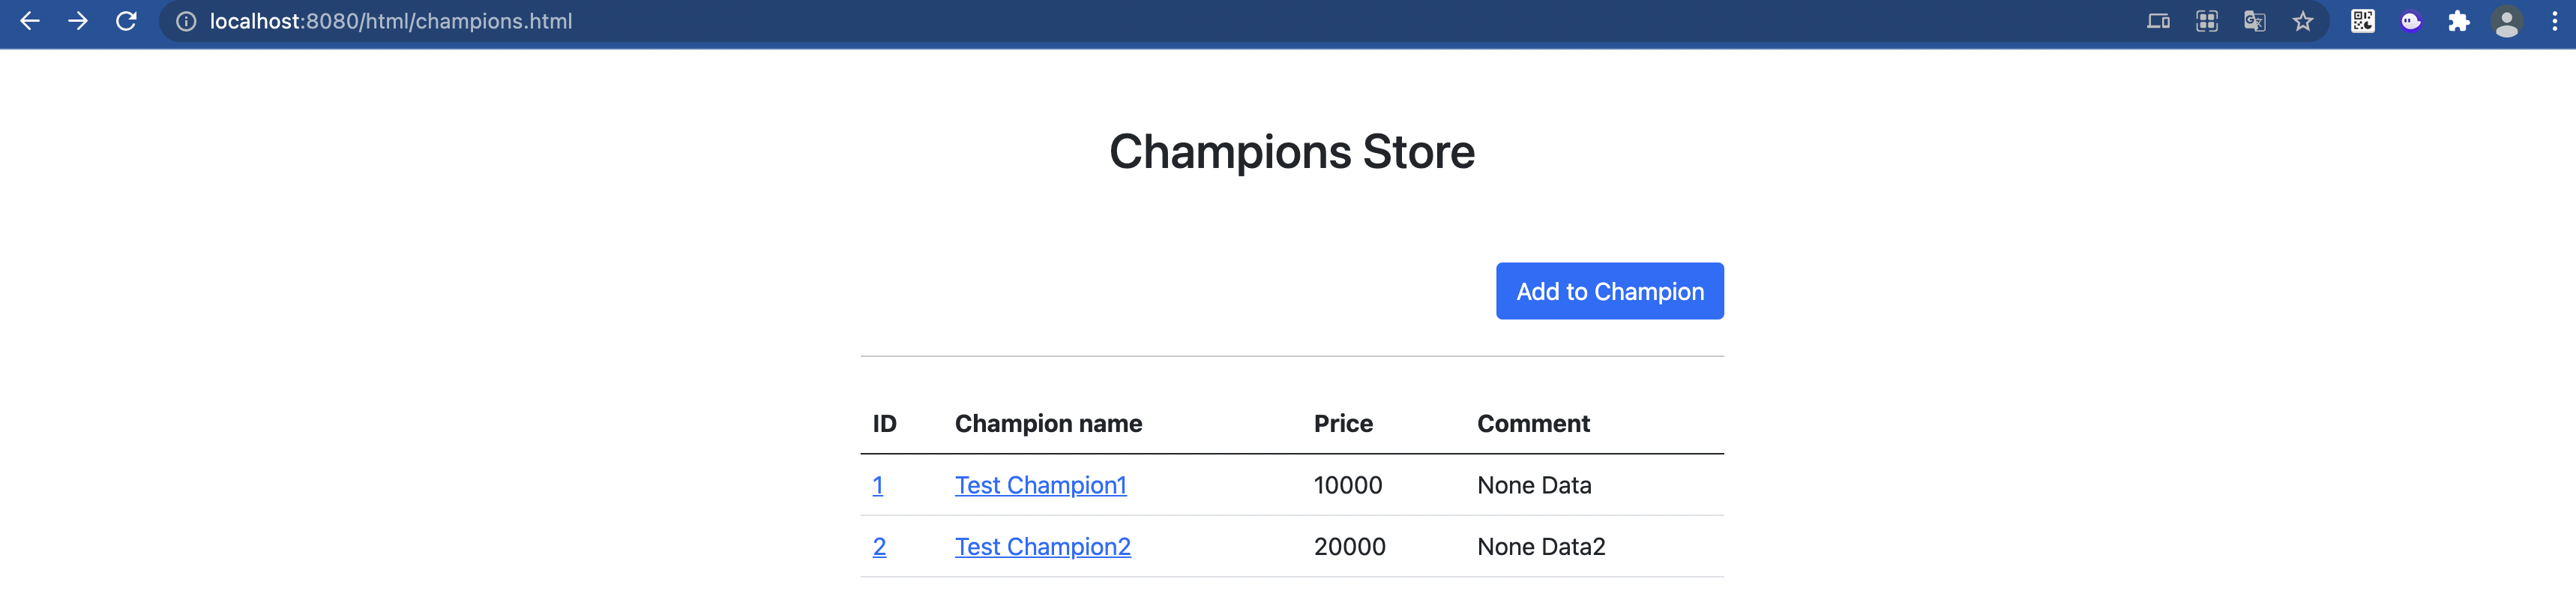 localhost:8080/html/champions.html
Champions Store
Add to Champion
ID Champion name Price Comment
1 Test Champion1 10000 None Data
2 Test Champion2 20000 None Data2